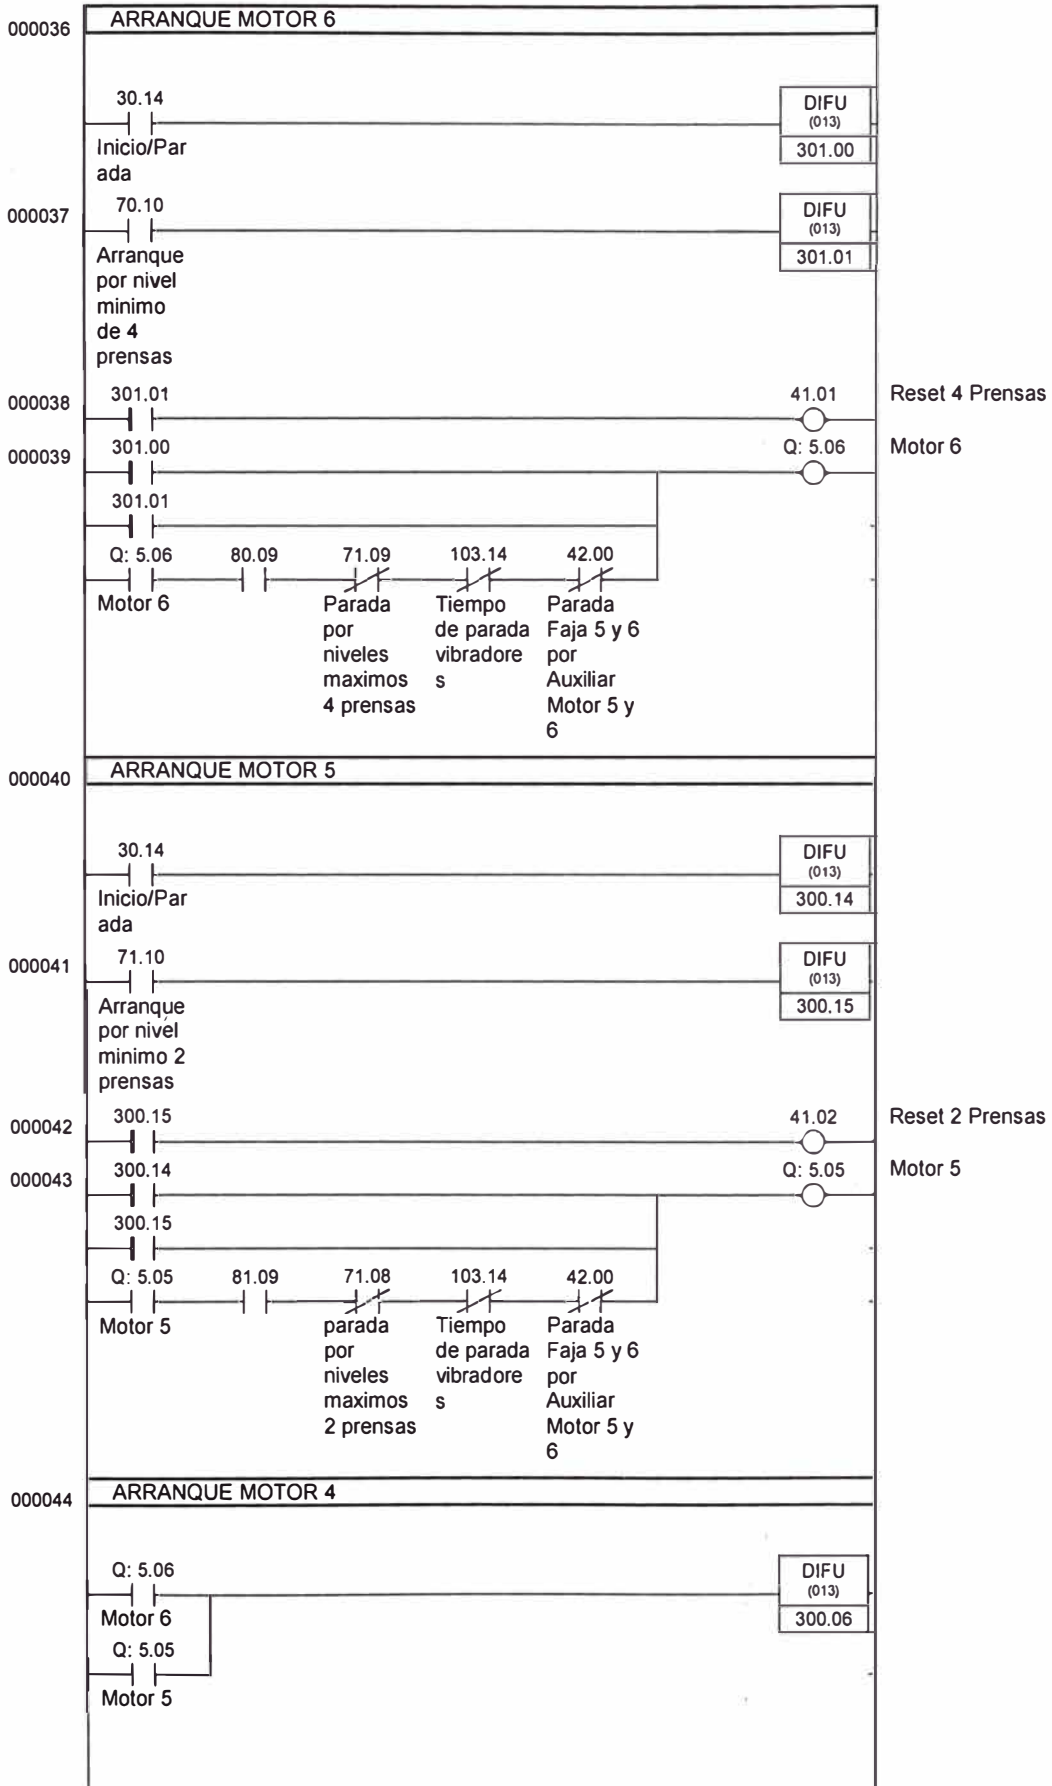 000036
ARRANQUE MOTOR 6
30.14
Inicio/Par
ada
DIFU
(013)
301.00
000037
70.10
Arranque
por nivel
minimo
de 4
prensas
DIFU
(013)
301.01
000038
301.01
41.01
Reset 4 Prensas
000039
301.00
Q: 5.06
Motor 6
301.01
Q: 5.06
Motor 6
80.09
71.09
Parada
por
niveles
maximos
4 prensas
103.14
Tiempo
de parada
vibradore
s
42.00
Parada
Faja 5 y 6
por
Auxiliar
Motor 5 y
6
000040
ARRANQUE MOTOR 5
30.14
Inicio/Par
ada
DIFU
(013)
300.14
000041
71.10
Arranque
por nivel
minimo 2
prensas
DIFU
(013)
300.15
000042
300.15
41.02
Reset 2 Prensas
000043
300.14
Q: 5.05
Motor 5
300.15
Q: 5.05
Motor 5
81.09
71.08
parada
por
niveles
maximos
2 prensas
103.14
Tiempo
de parada
vibradore
s
42.00
Parada
Faja 5 y 6
por
Auxiliar
Motor 5 y
6
000044
ARRANQUE MOTOR 4
Q: 5.06
Motor 6
DIFU
(013)
300.06
Q: 5.05
Motor 5